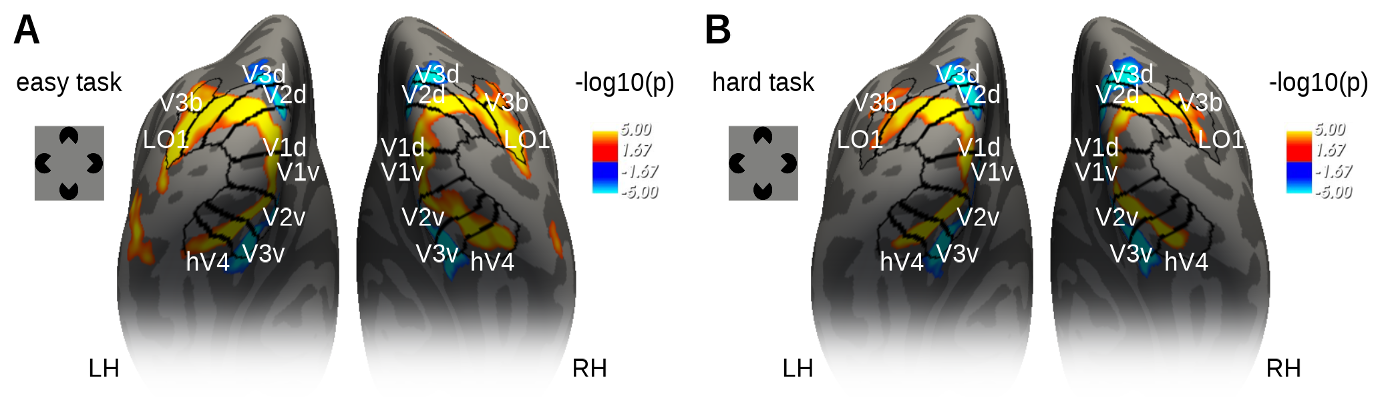 A
easy task
V3d
V2d
V3b
LO1
V1d
V1v
V2v
V3v
hV4
LH
V3d
V2d
V3b
LO1
V1d
V1v
V2v
V3v
hV4
RH
-log10(p)
5.00
1.67
-1.67
-5.00
B
hard task
V3d
V2d
V3b
LO1
V1d
V1v
V2v
V3v
hV4
LH
V3d
V2d
V3b
LO1
V1d
V1v
V2v
V3v
hV4
RH
-log10(p)
5.00
1.67
-1.67
-5.00